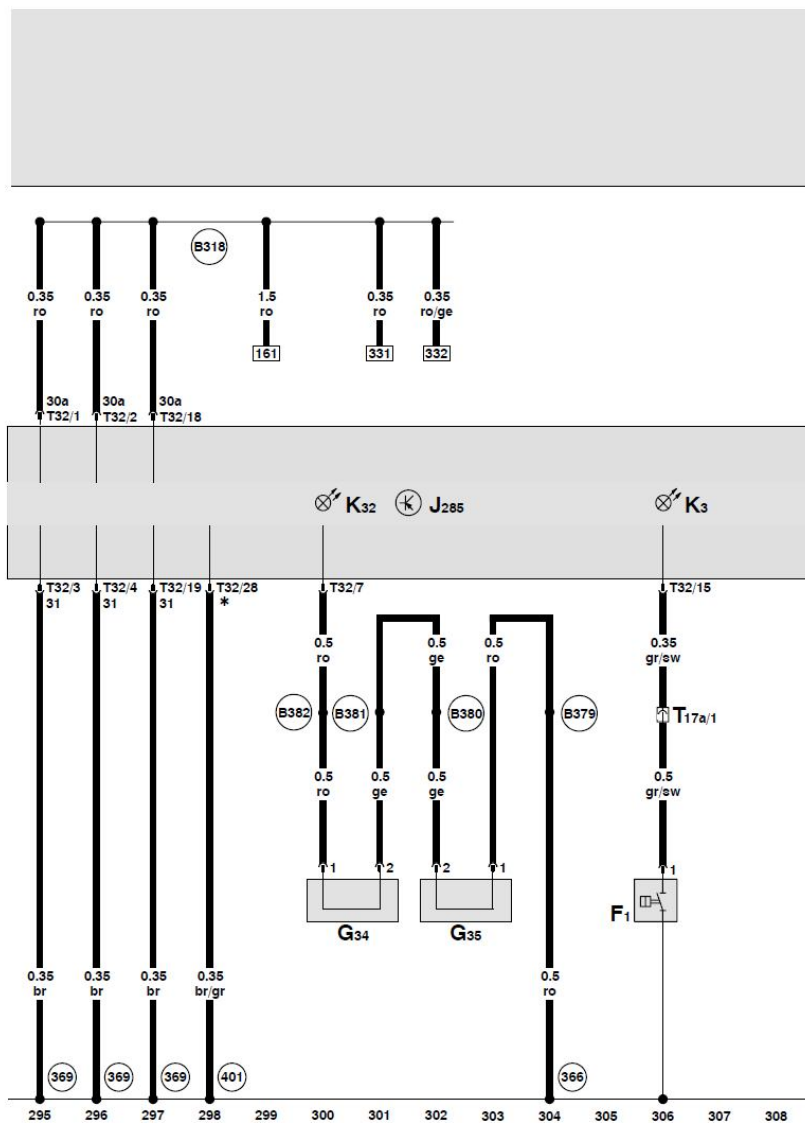 B318
0.35 0.35 0.35 1.5 0.35 0.35
ro ro ro ro ro ro/ge
161 331 332
30a 30a 30a
T32/1 T32/2 T32/18
K32 J285 K3
T32/3 T32/4 T32/19 T32/28 T32/7 T32/15
31 31 31 *
0.5 0.5 0.5 0.35
ro ge ro gr/sw
B382 B381 B380 B379 T17a/1
0.5 0.5 0.5 0.5
ro ge ge gr/sw
1 2 2 1 1
F1
G34 G35
0.35 0.35 0.35 0.35 0.5
br br br br/gr ro
369 369 369 401 366
295 296 297 298 299 300 301 302 303 304 305 306 307 308